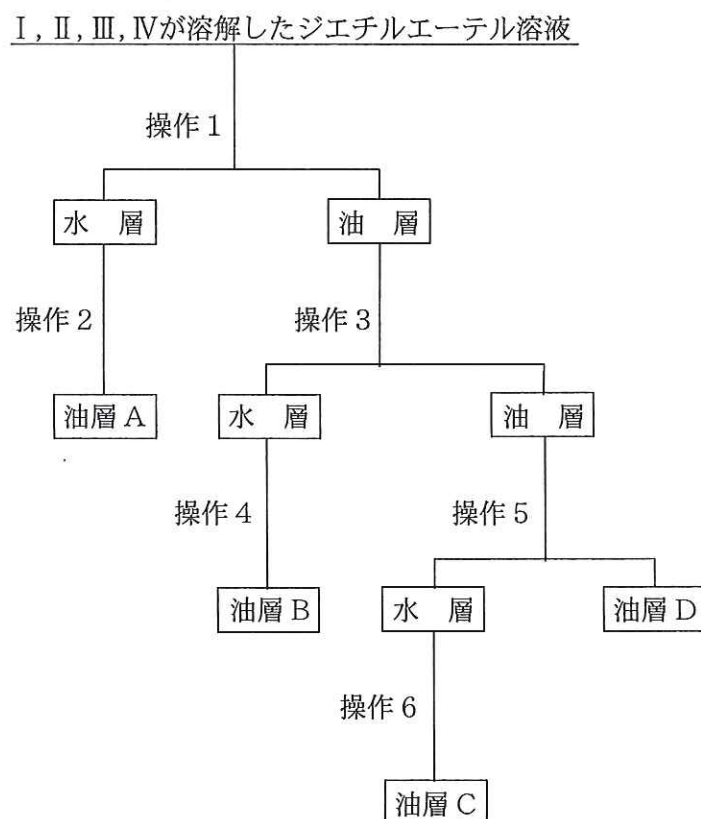 Ⅰ, Ⅱ, Ⅲ, Ⅳが溶解したジエチルエーテル溶液
操作1
水　層
油　層
操作2
操作3
油層A
水　層
油　層
操作4
操作5
油層B
水　層
油層D
操作6
油層C